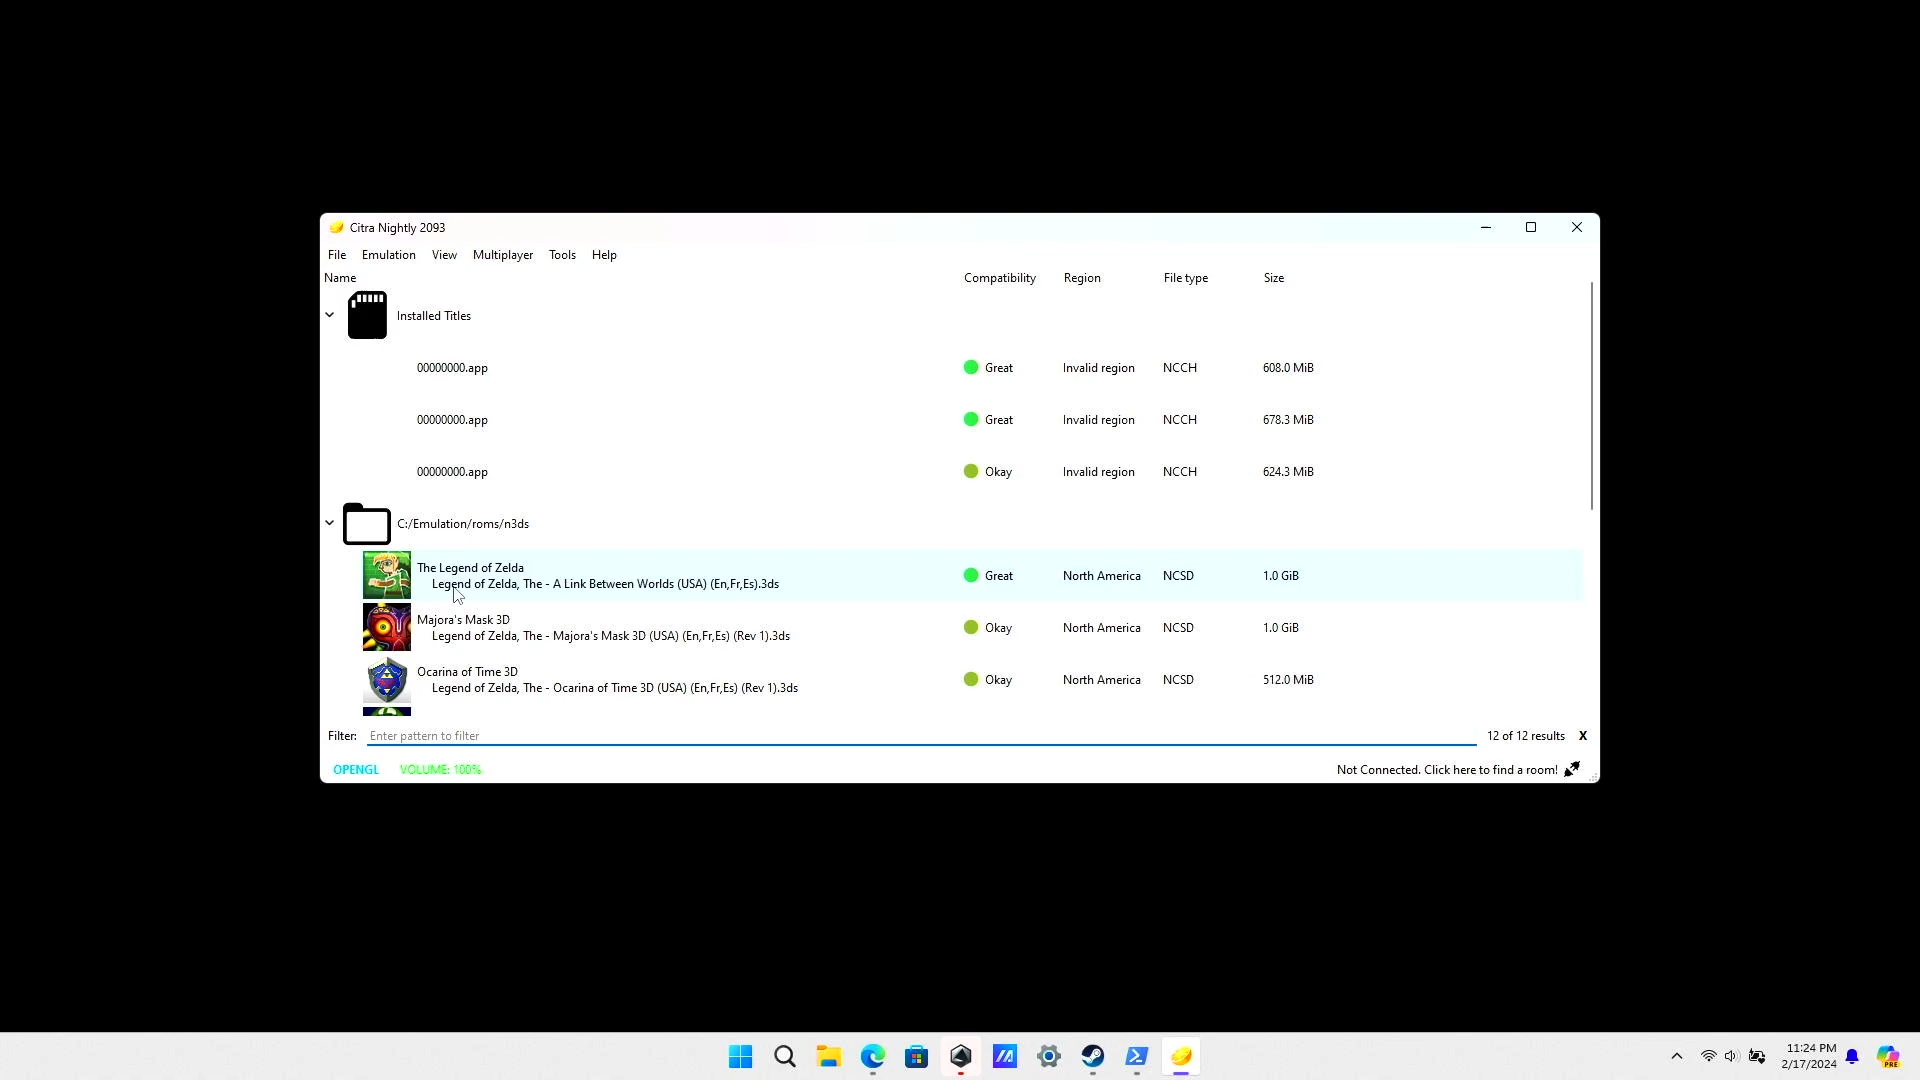 Citra Nightly 2093
File Emulation View Multiplayer Tools Help
Name Compatibility Region File type Size
Installed Titles
00000000.app Great Invalid region NCCH 608.0 MiB
00000000.app Great Invalid region NCCH 678.3 MiB
00000000.app Okay Invalid region NCCH 624.3 MiB
C:/Emulation/roms/n3ds
The Legend of Zelda
Legend of Zelda, The - A Link Between Worlds (USA) (En,Fr,Es).3ds Great North America NCSD 1.0 GiB
Majora's Mask 3D
Legend of Zelda, The - Majora's Mask 3D (USA) (En,Fr,Es) (Rev 1).3ds Okay North America NCSD 1.0 GiB
Ocarina of Time 3D
Legend of Zelda, The - Ocarina of Time 3D (USA) (En,Fr,Es) (Rev 1).3ds Okay North America NCSD 512.0 MiB
Filter: Enter pattern to filter 12 of 12 results X
OPENGL VOLUME: 100% Not Connected. Click here to find a room!
11:24 PM
2/17/2024
PRE